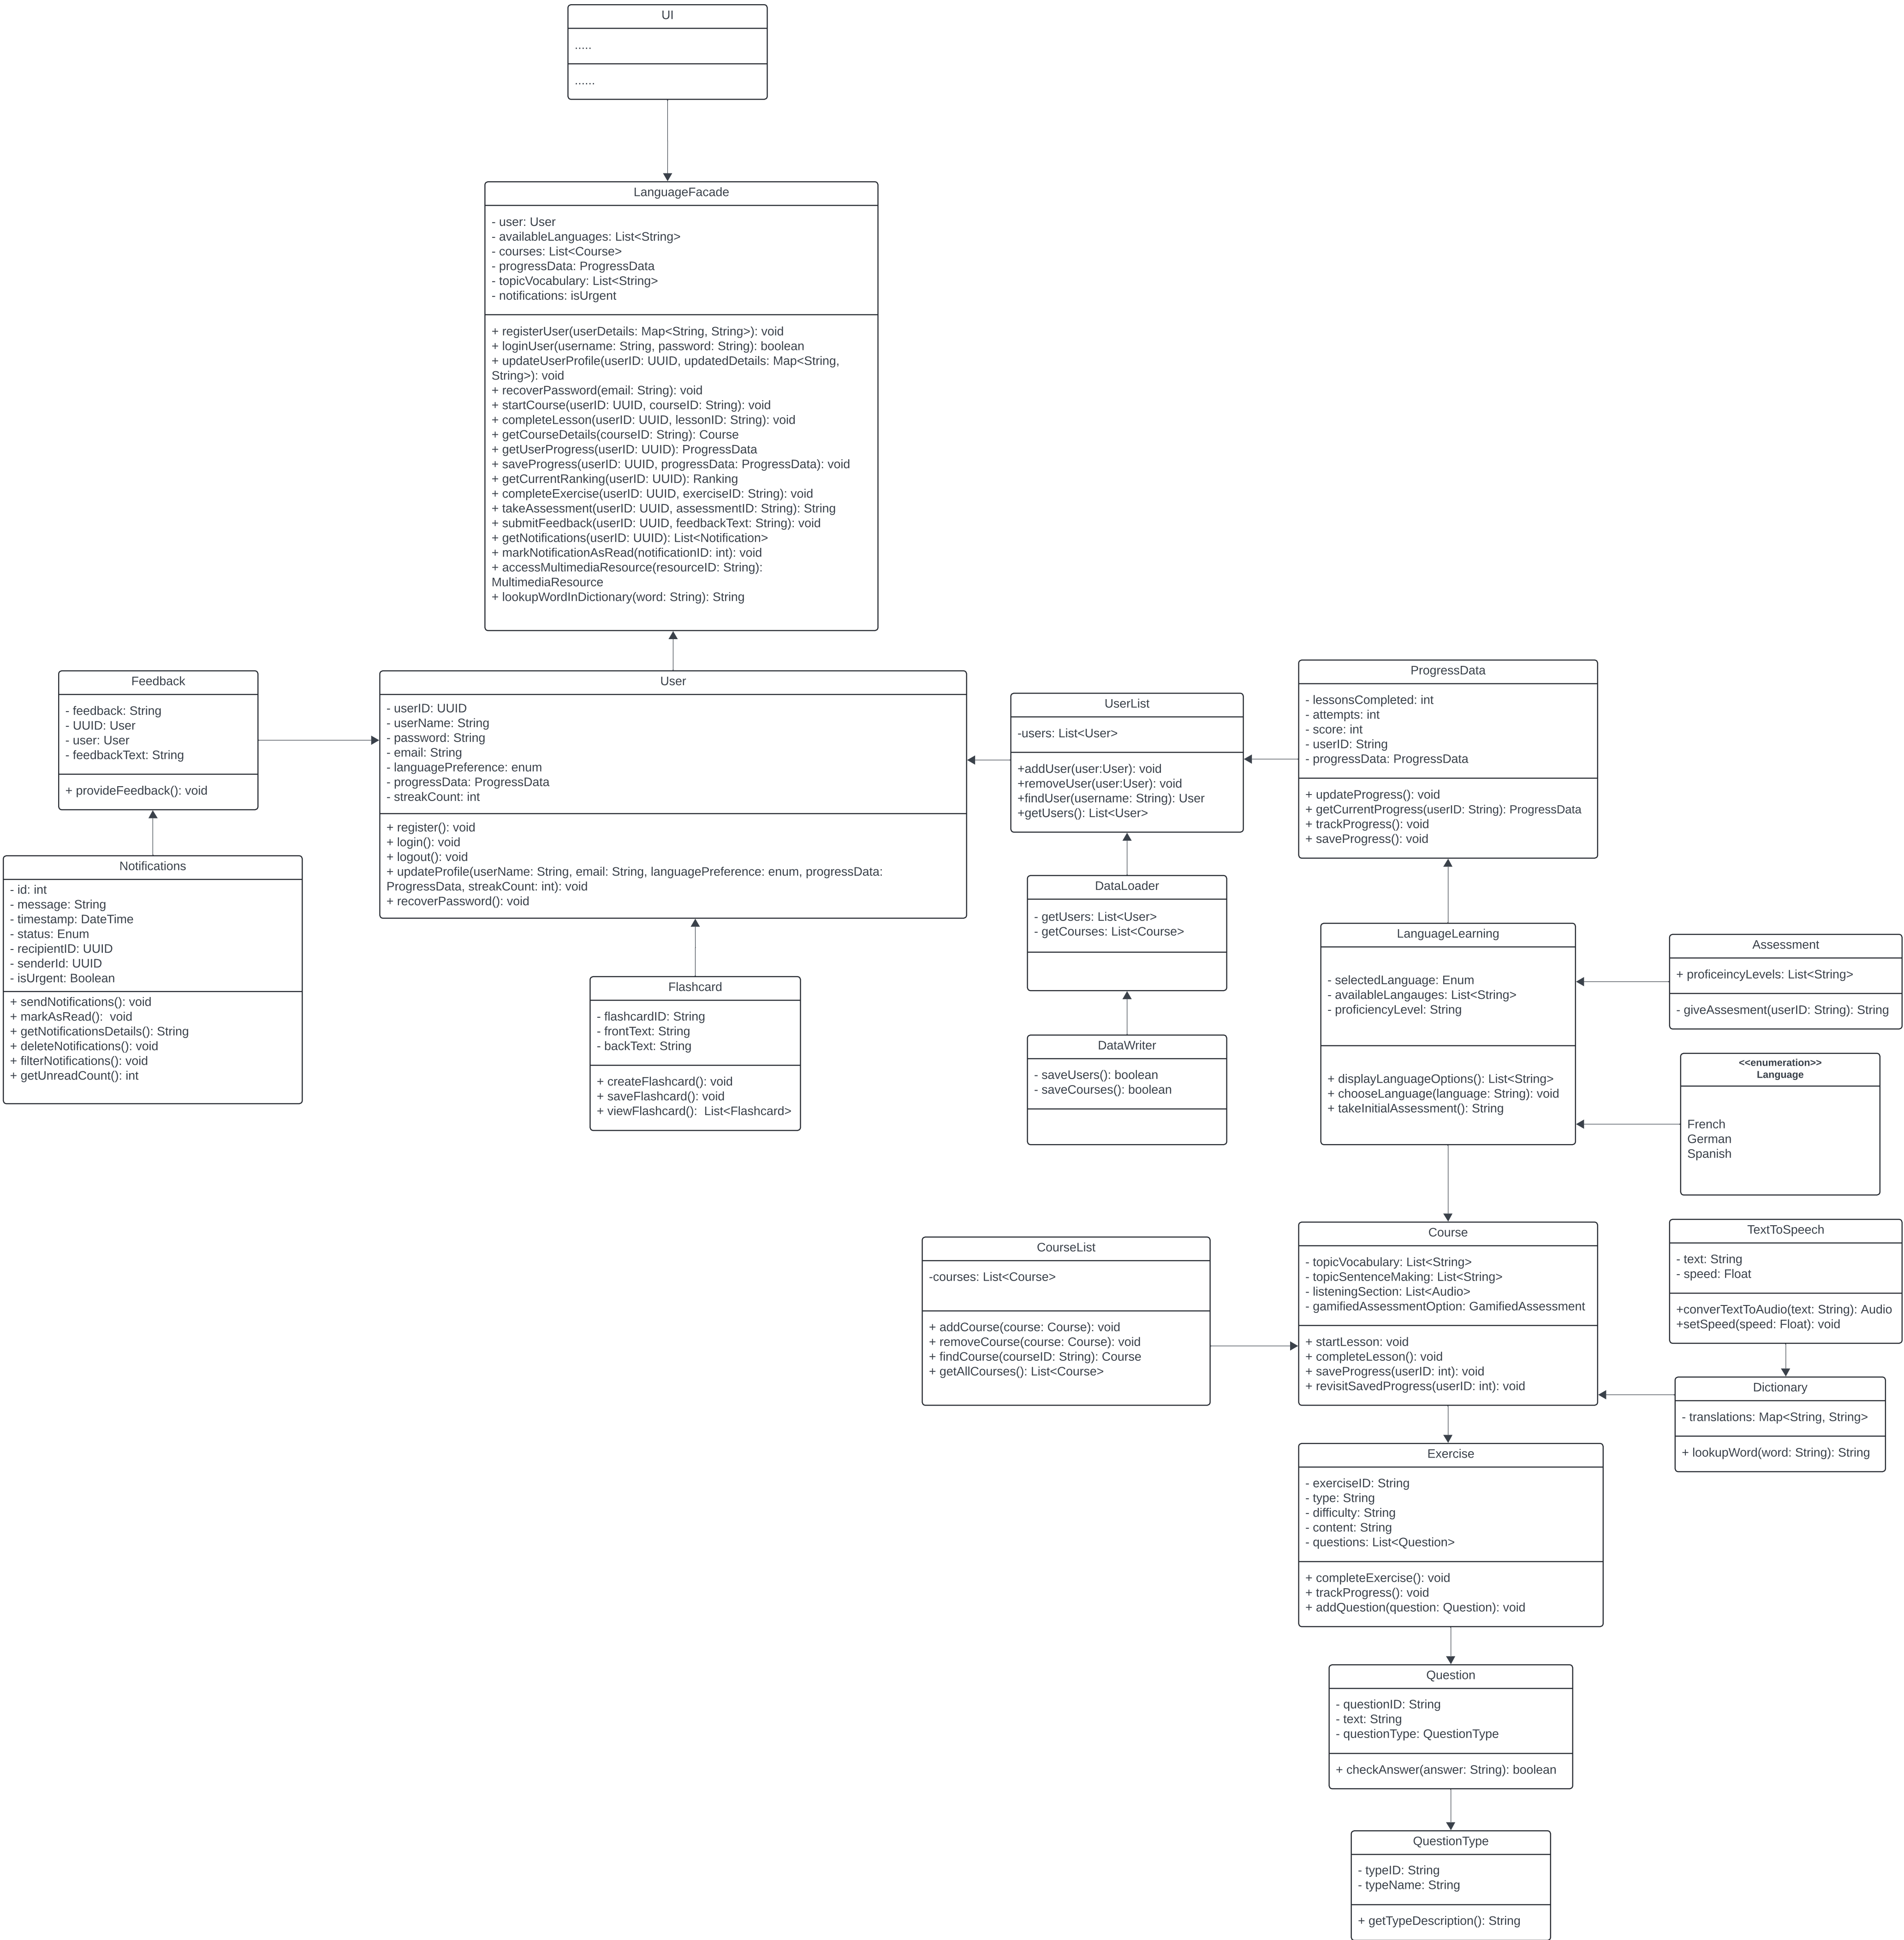 UI
.....
......
LanguageFacade
- user: User
- availableLanguages: List<String>
- courses: List<Course>
- progressData: ProgressData
- topicVocabulary: List<String>
- notifications: isUrgent
+ registerUser(userDetails: Map<String, String>): void
+ loginUser(username: String, password: String): boolean
+ updateUserProfile(userID: UUID, updatedDetails: Map<String,
String>): void
+ recoverPassword(email: String): void
+ startCourse(userID: UUID, courseID: String): void
+ completeLesson(userID: UUID, lessonID: String): void
+ getCourseDetails(courseID: String): Course
+ getUserProgress(userID: UUID): ProgressData
+ saveProgress(userID: UUID, progressData: ProgressData): void
+ getCurrentRanking(userID: UUID): Ranking
+ completeExercise(userID: UUID, exerciseID: String): void
+ takeAssessment(userID: UUID, assessmentID: String): String
+ submitFeedback(userID: UUID, feedbackText: String): void
+ getNotifications(userID: UUID): List<Notification>
+ markNotificationAsRead(notificationID: int): void
+ accessMultimediaResource(resourceID: String):
MultimediaResource
+ lookupWordInDictionary(word: String): String
Feedback
- feedback: String
- UUID: User
- user: User
- feedbackText: String
+ provideFeedback(): void
User
- userID: UUID
- userName: String
- password: String
- email: String
- languagePreference: enum
- progressData: ProgressData
- streakCount: int
+ register(): void
+ login(): void
+ logout(): void
+ updateProfile(userName: String, email: String, languagePreference: enum, progressData:
ProgressData, streakCount: int): void
+ recoverPassword(): void
UserList
-users: List<User>
+addUser(user:User): void
+removeUser(user:User): void
+findUser(username: String): User
+getUsers(): List<User>
ProgressData
- lessonsCompleted: int
- attempts: int
- score: int
- userID: String
- progressData: ProgressData
+ updateProgress(): void
+ getCurrentProgress(userID: String): ProgressData
+ trackProgress(): void
+ saveProgress(): void
Notifications
- id: int
- message: String
- timestamp: DateTime
- status: Enum
- recipientID: UUID
- senderId: UUID
- isUrgent: Boolean
+ sendNotifications(): void
+ markAsRead(): void
+ getNotificationsDetails(): String
+ deleteNotifications(): void
+ filterNotifications(): void
+ getUnreadCount(): int
Flashcard
- flashcardID: String
- frontText: String
- backText: String
+ createFlashcard(): void
+ saveFlashcard(): void
+ viewFlashcard(): List<Flashcard>
DataLoader
- getUsers: List<User>
- getCourses: List<Course>
DataWriter
- saveUsers(): boolean
- saveCourses(): boolean
LanguageLearning
- selectedLanguage: Enum
- availableLangauges: List<String>
- proficiencyLevel: String
+ displayLanguageOptions(): List<String>
+ chooseLanguage(language: String): void
+ takeInitialAssessment(): String
Assessment
+ proficeincyLevels: List<String>
- giveAssesment(userID: String): String
<<enumeration>>
Language
French
German
Spanish
CourseList
-courses: List<Course>
+ addCourse(course: Course): void
+ removeCourse(course: Course): void
+ findCourse(courseID: String): Course
+ getAllCourses(): List<Course>
Course
- topicVocabulary: List<String>
- topicSentenceMaking: List<String>
- listeningSection: List<Audio>
- gamifiedAssessmentOption: GamifiedAssessment
+ startLesson: void
+ completeLesson(): void
+ saveProgress(userID: int): void
+ revisitSavedProgress(userID: int): void
TextToSpeech
- text: String
- speed: Float
+converTextToAudio(text: String): Audio
+setSpeed(speed: Float): void
Dictionary
- translations: Map<String, String>
+ lookupWord(word: String): String
Exercise
- exerciseID: String
- type: String
- difficulty: String
- content: String
- questions: List<Question>
+ completeExercise(): void
+ trackProgress(): void
+ addQuestion(question: Question): void
Question
- questionID: String
- text: String
- questionType: QuestionType
+ checkAnswer(answer: String): boolean
QuestionType
- typeID: String
- typeName: String
+ getTypeDescription(): String